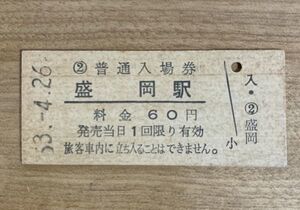 53.-4.26
② 普通入場券
盛岡駅
料金 60円
発売当日1回限り有効
旅客車内に立ち入ることはできません。
入・②盛岡
小